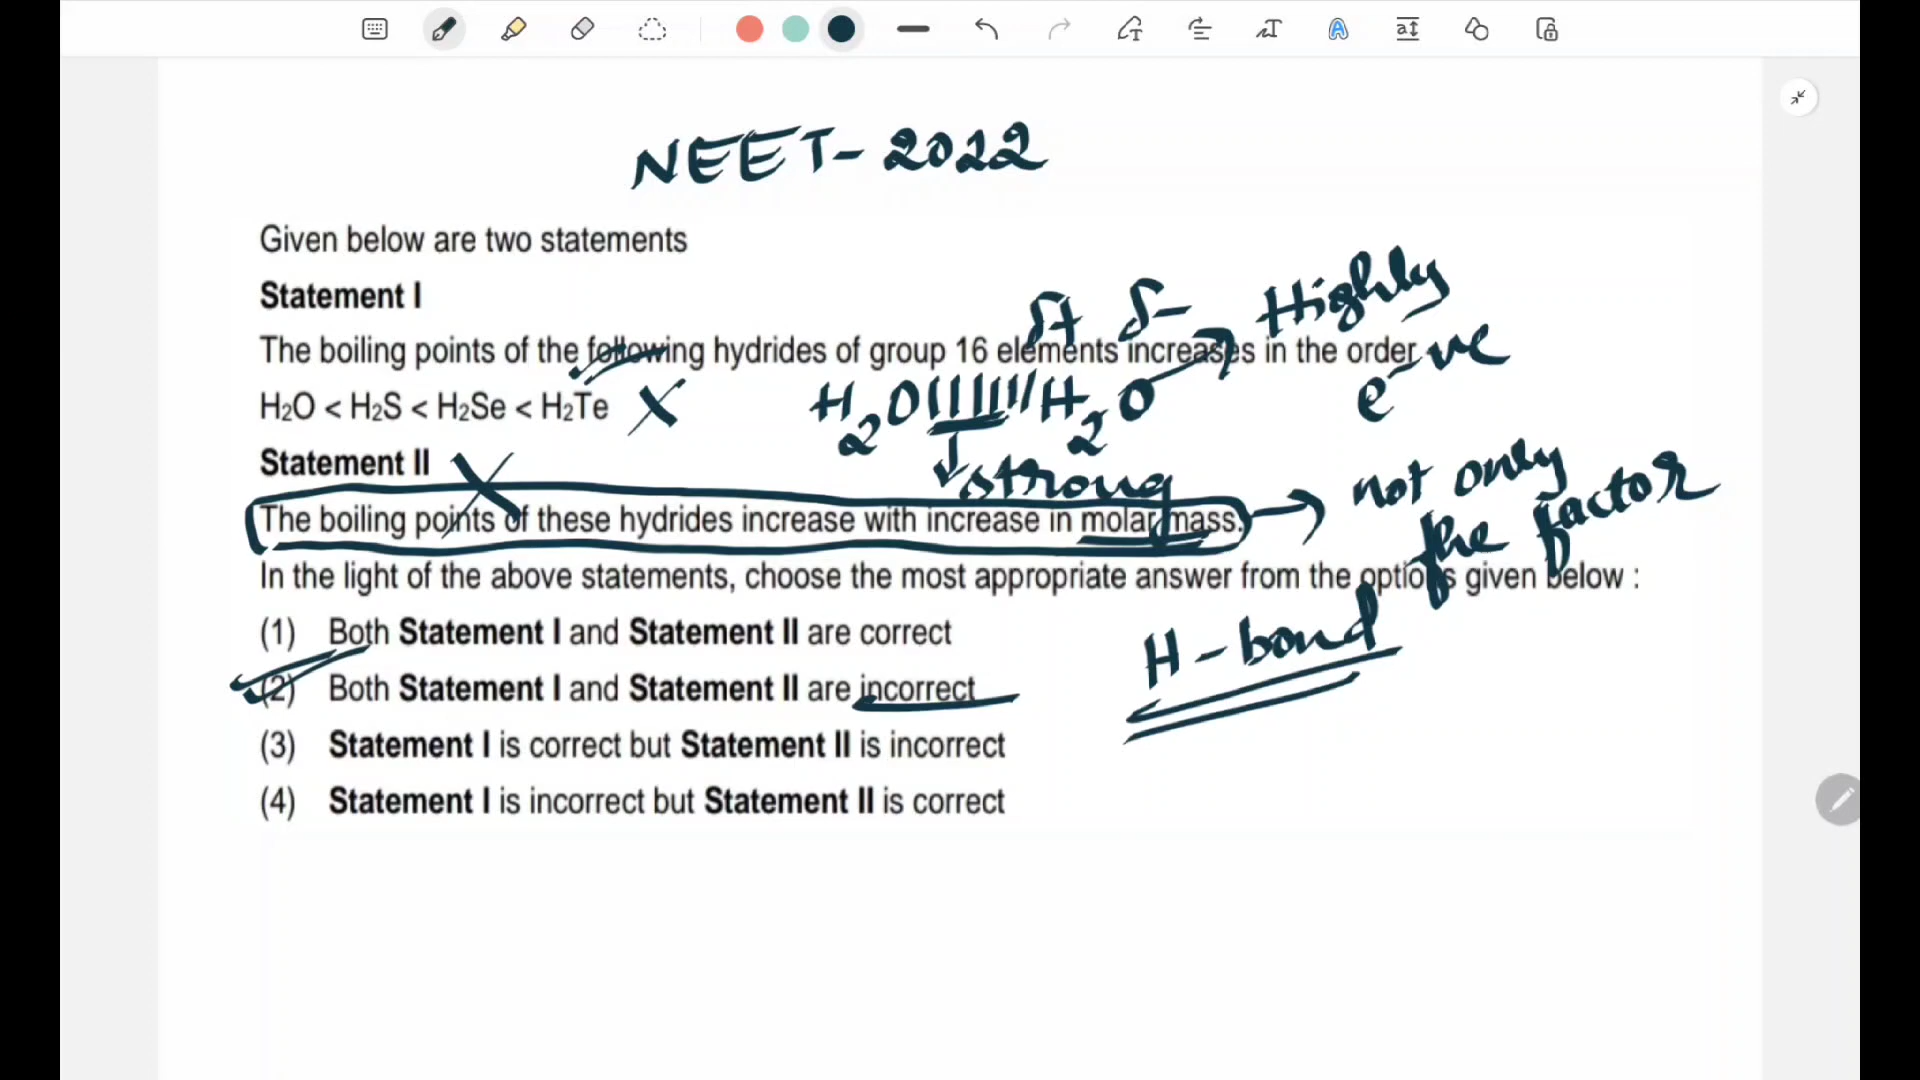 NEET-2022
Given below are two statements
Statement I
The boiling points of the following hydrides of group 16 elements increases in the order
H₂O < H₂S < H₂Se < H₂Te
δ+ δ-
H₂O H₂O
Highly
e⁻ve
strong
Statement II
The boiling points of these hydrides increase with increase in molar mass.
not only
the factor
In the light of the above statements, choose the most appropriate answer from the options given below :
H-bond
(1) Both Statement I and Statement II are correct
(2) Both Statement I and Statement II are incorrect
(3) Statement I is correct but Statement II is incorrect
(4) Statement I is incorrect but Statement II is correct